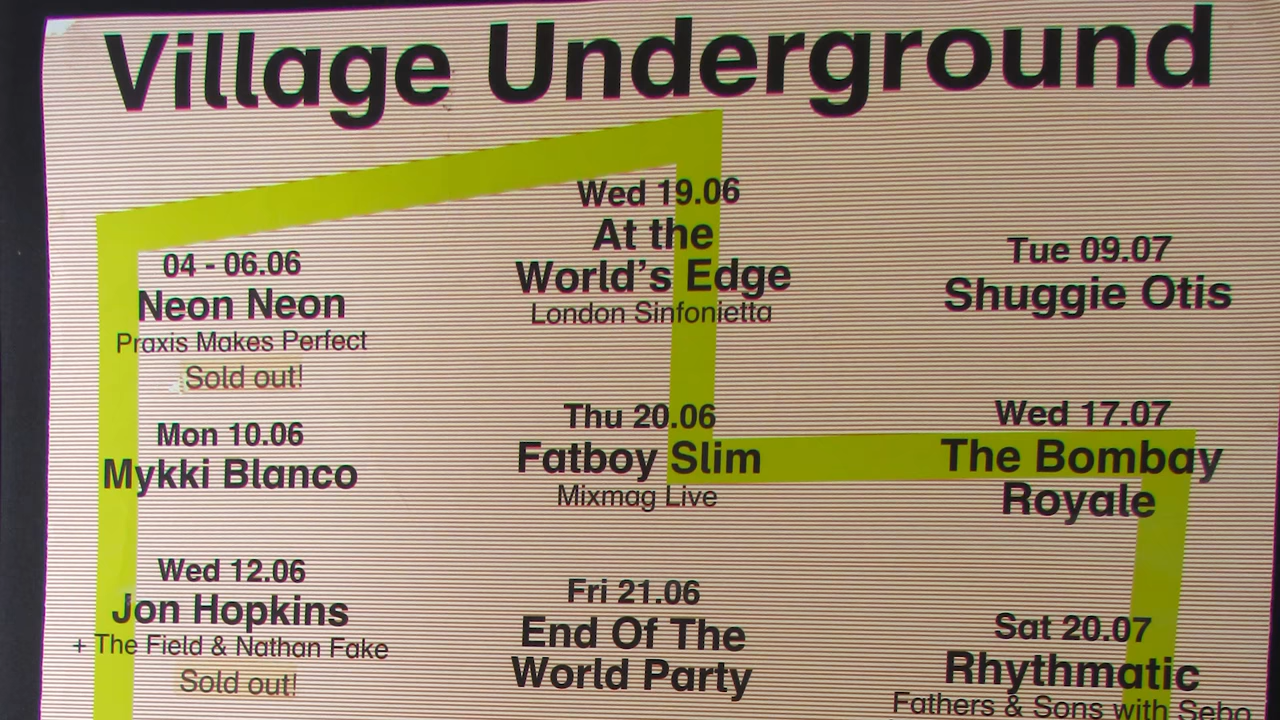 Village Underground
04 - 06.06
Neon Neon
Praxis Makes Perfect
Sold out!
Mon 10.06
Mykki Blanco
Wed 12.06
Jon Hopkins
+ The Field & Nathan Fake
Sold out!
Wed 19.06
At the
World's Edge
London Sinfonietta
Thu 20.06
Fatboy Slim
Mixmag Live
Fri 21.06
End Of The
World Party
Tue 09.07
Shuggie Otis
Wed 17.07
The Bombay
Royale
Sat 20.07
Rhythmatic
Fathers & Sons with Sebo